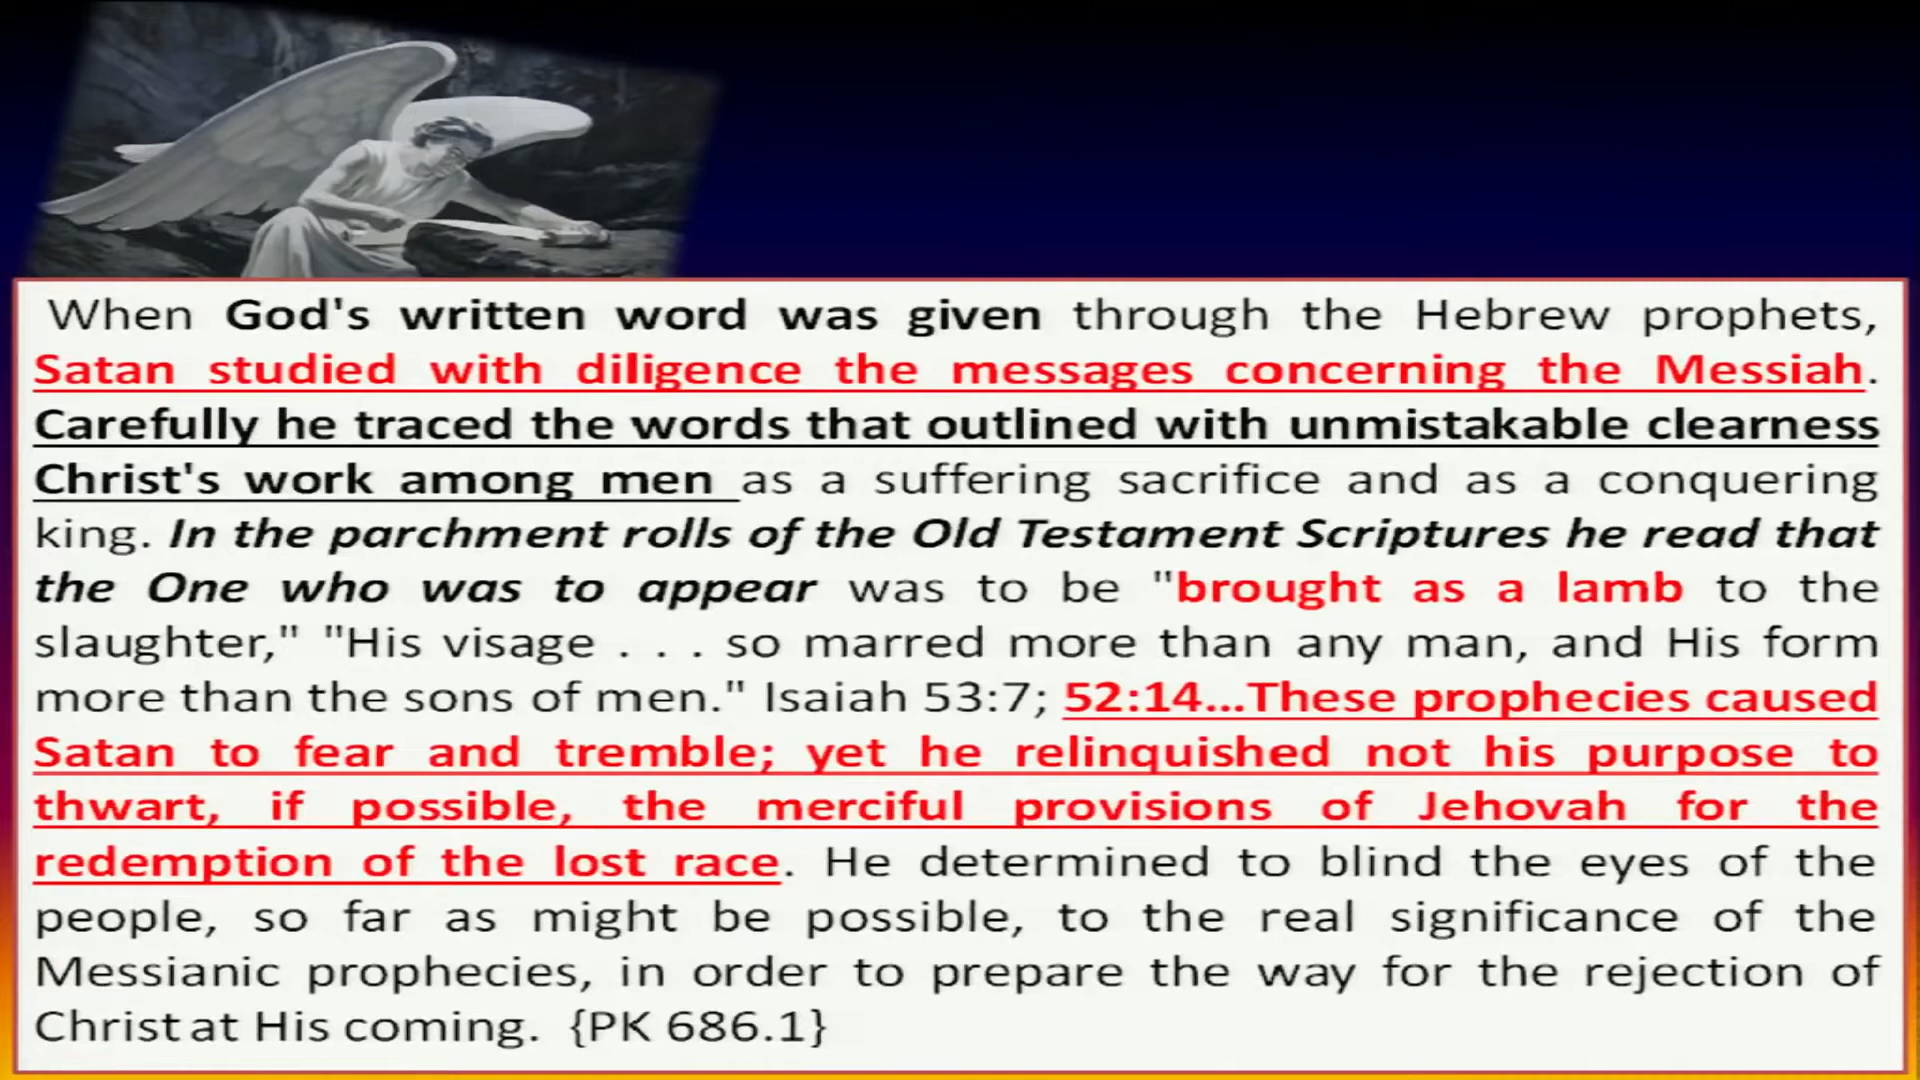 When God's written word was given through the Hebrew prophets,
Satan studied with diligence the messages concerning the Messiah.
Carefully he traced the words that outlined with unmistakable clearness
Christ's work among men as a suffering sacrifice and as a conquering
king. In the parchment rolls of the Old Testament Scriptures he read that
the One who was to appear was to be "brought as a lamb to the
slaughter," "His visage . . . so marred more than any man, and His form
more than the sons of men." Isaiah 53:7; 52:14...These prophecies caused
Satan to fear and tremble; yet he relinquished not his purpose to
thwart, if possible, the merciful provisions of Jehovah for the
redemption of the lost race. He determined to blind the eyes of the
people, so far as might be possible, to the real significance of the
Messianic prophecies, in order to prepare the way for the rejection of
Christ at His coming. {PK 686.1}